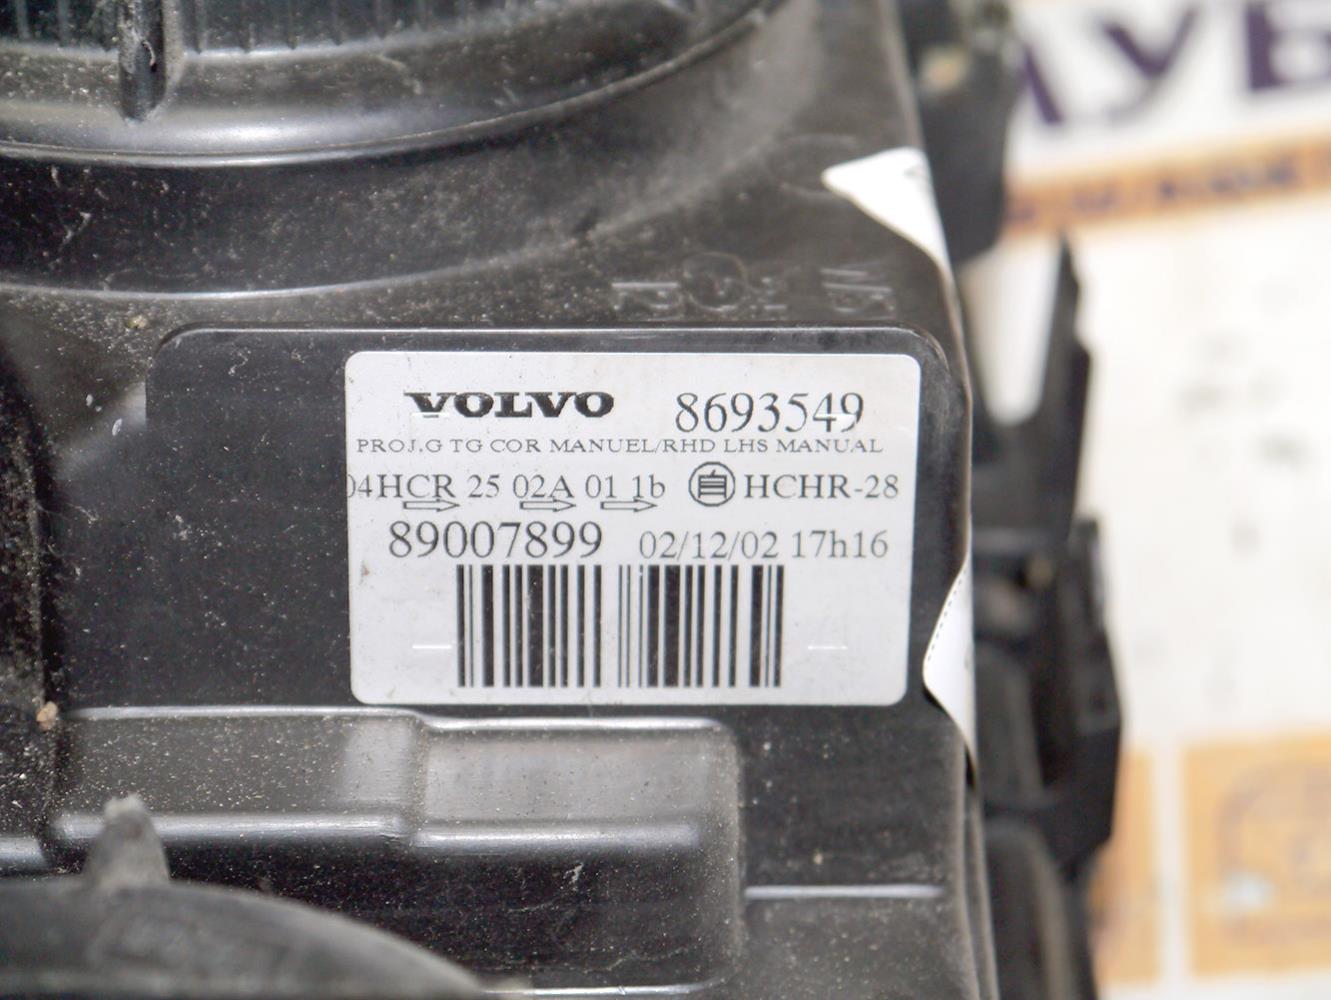 VOLVO 8693549
PROJ.G TG COR MANUEL/RHD LHS MANUAL
04HCR 25 02A 01 1b 自 HCHR-28
89007899 02/12/02 17h16